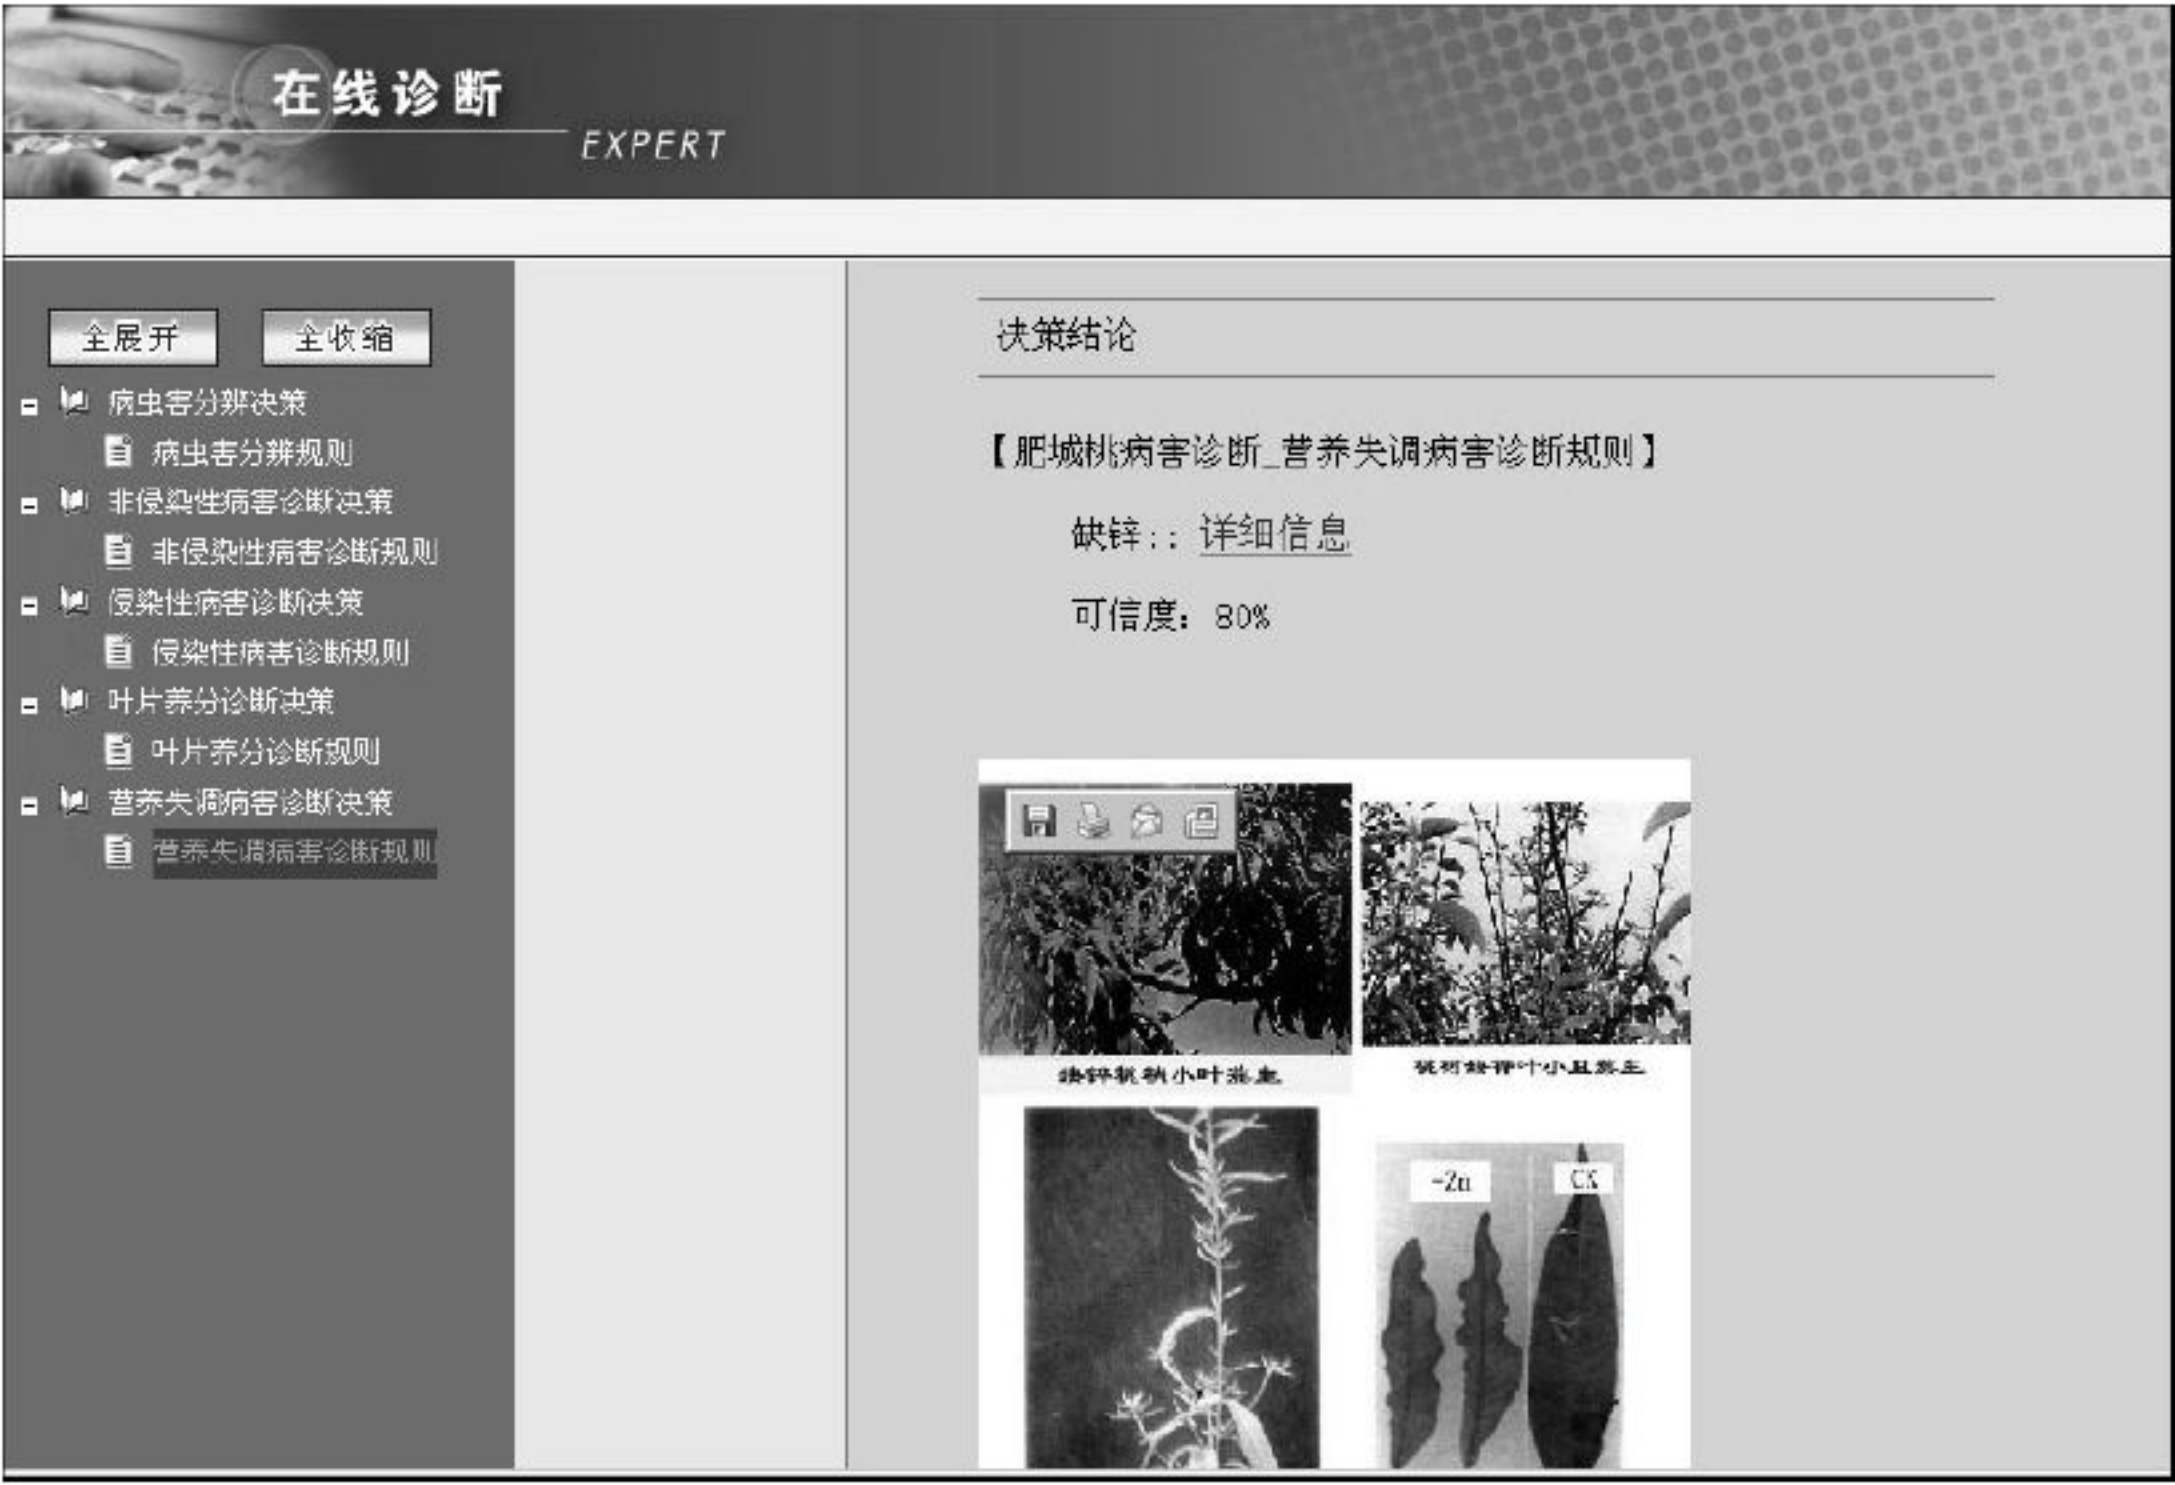 在线诊断
EXPERT
全展开 全收缩
病虫害分辨决策
病虫害分辨规则
非侵染性病害诊断决策
非侵染性病害诊断规则
侵染性病害诊断决策
侵染性病害诊断规则
叶片养分诊断决策
叶片养分诊断规则
营养失调病害诊断决策
营养失调病害诊断规则
决策结论
【肥城桃病害诊断_营养失调病害诊断规则】
缺锌:: 详细信息
可信度: 80%
小叶
叶小且
-Zn CK